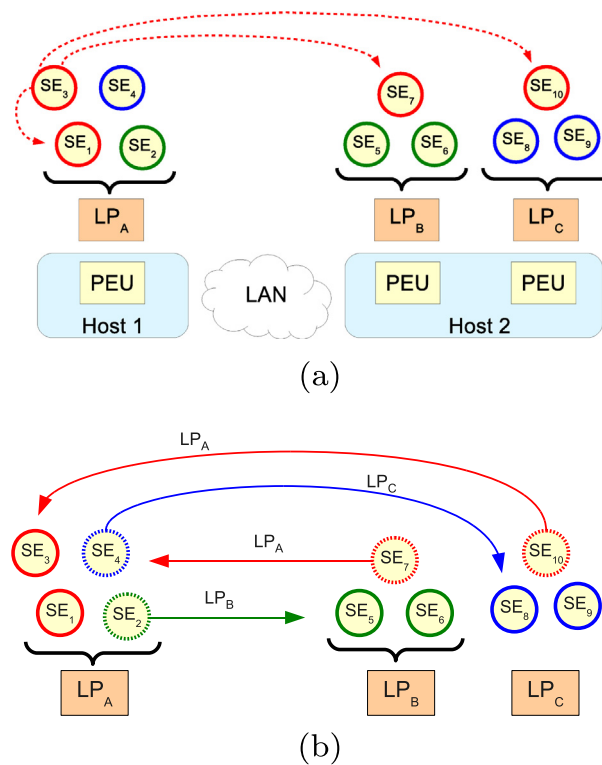 SE3 SE4 SE7 SE10
SE1 SE2 SE5 SE6 SE8 SE9
LPA LPB LPC
PEU LAN PEU PEU
Host 1 Host 2
(a)
LPA
LPC
SE3 SE4 LPA SE7 SE10
SE1 SE2 LPB SE5 SE6 SE8 SE9
LPA LPB LPC
(b)